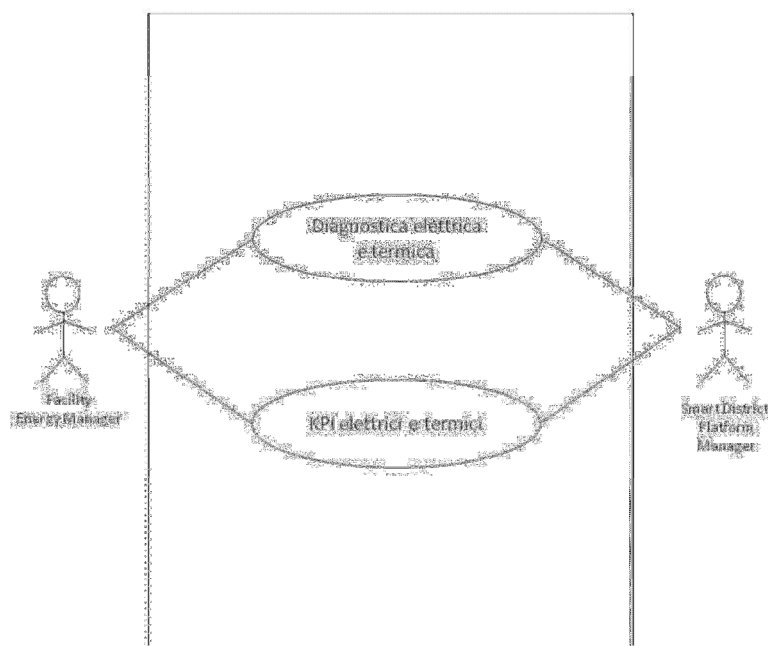 Diagnostica elettrica
e termica
Facility
Energy Manager
KPI elettrici e termici
Smart District
Platform
Manager